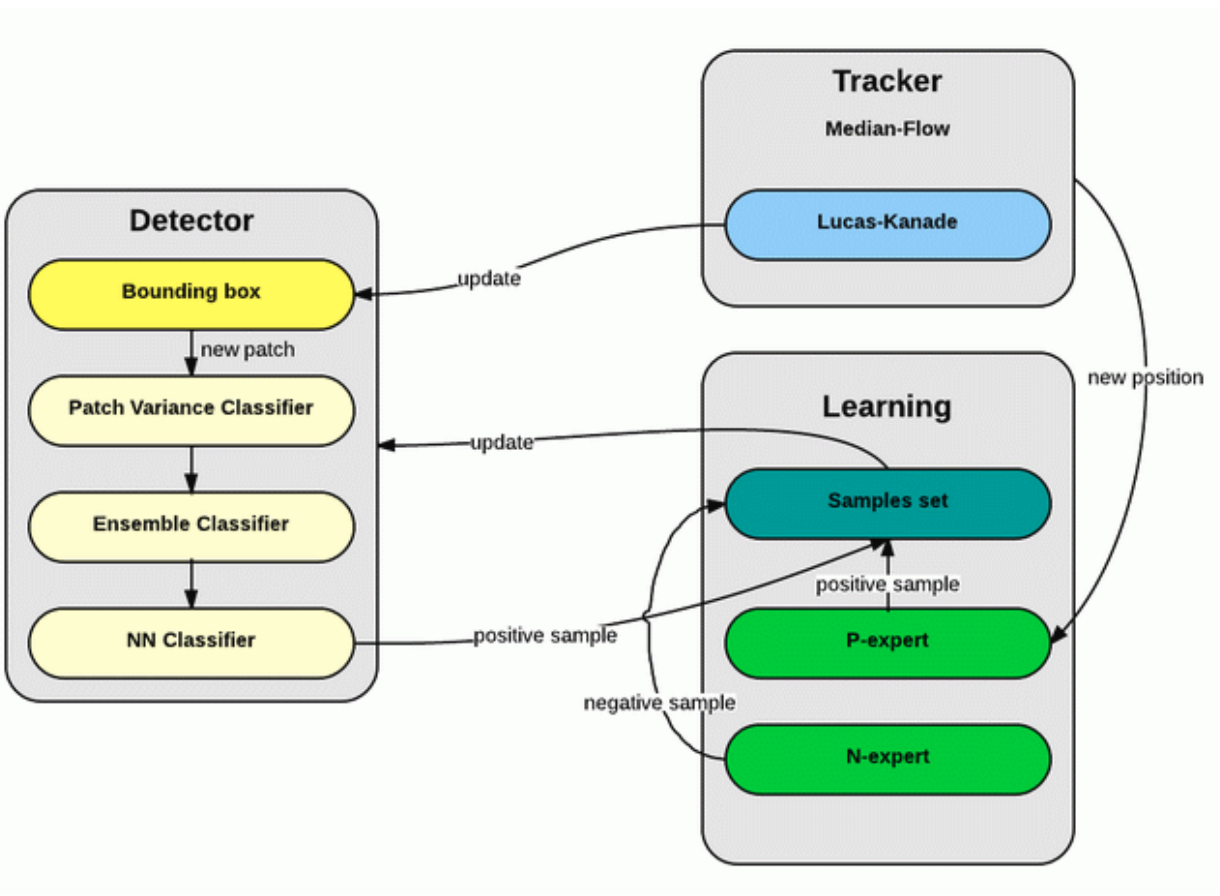 Tracker
Median-Flow
Lucas-Kanade
Detector
Bounding box
update
new patch
Patch Variance Classifier
Ensemble Classifier
NN Classifier
new position
Learning
update
Samples set
positive sample
P-expert
positive sample
negative sample
N-expert